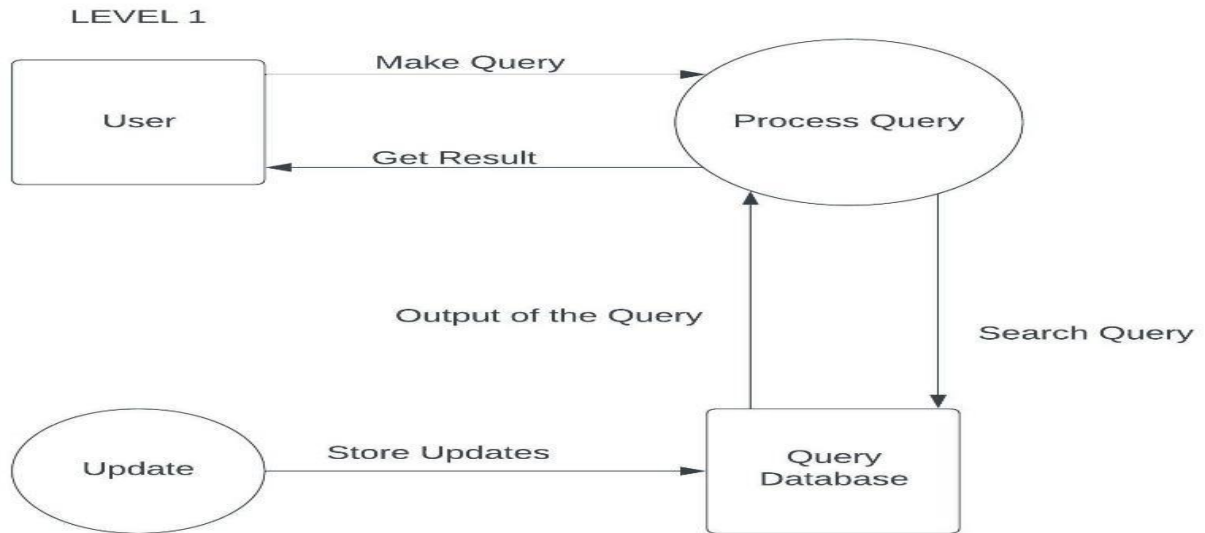 LEVEL 1
Make Query
User
Process Query
Get Result
Output of the Query
Search Query
Store Updates
Update
Query
Database